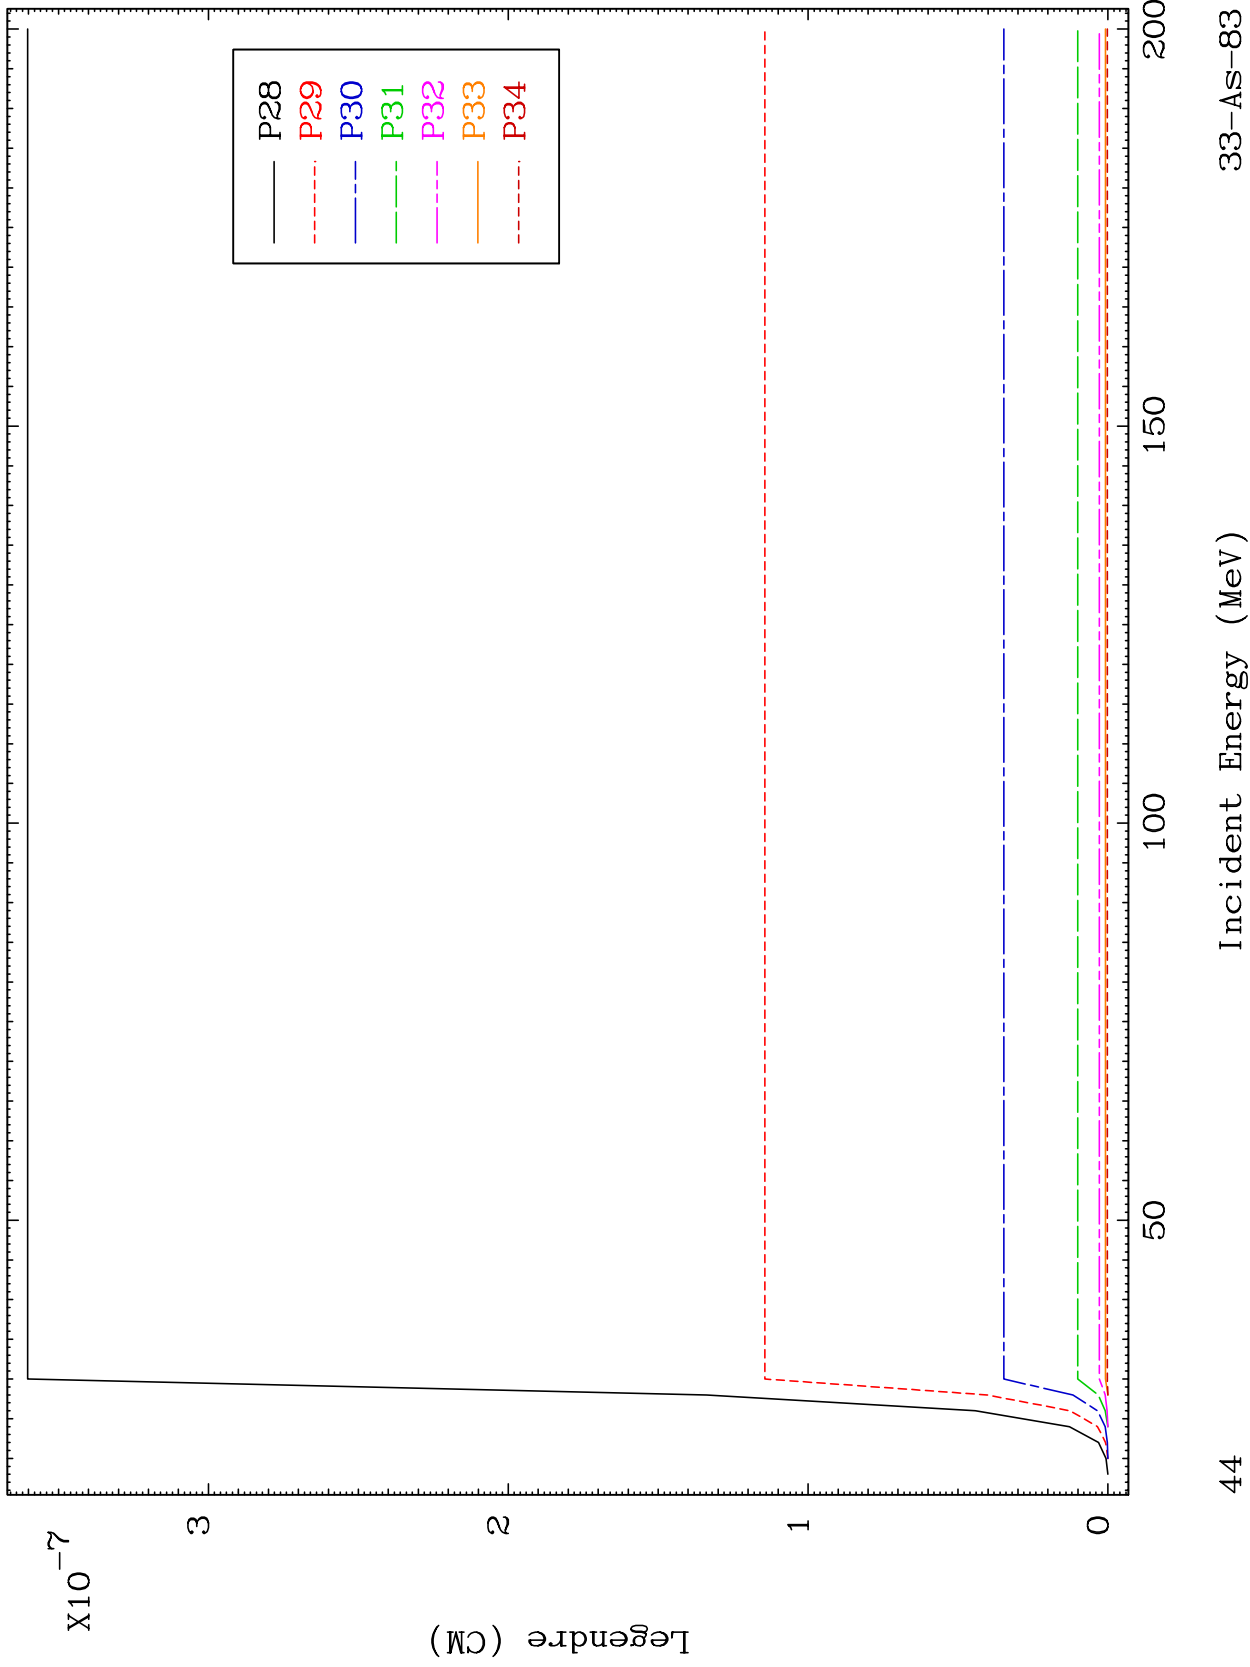 X10-7
3
2
1
0
Legendre (CM)
P28
P29
P30
P31
P32
P33
P34
50
100
150
200
Incident Energy (MeV)
44
33-As-83